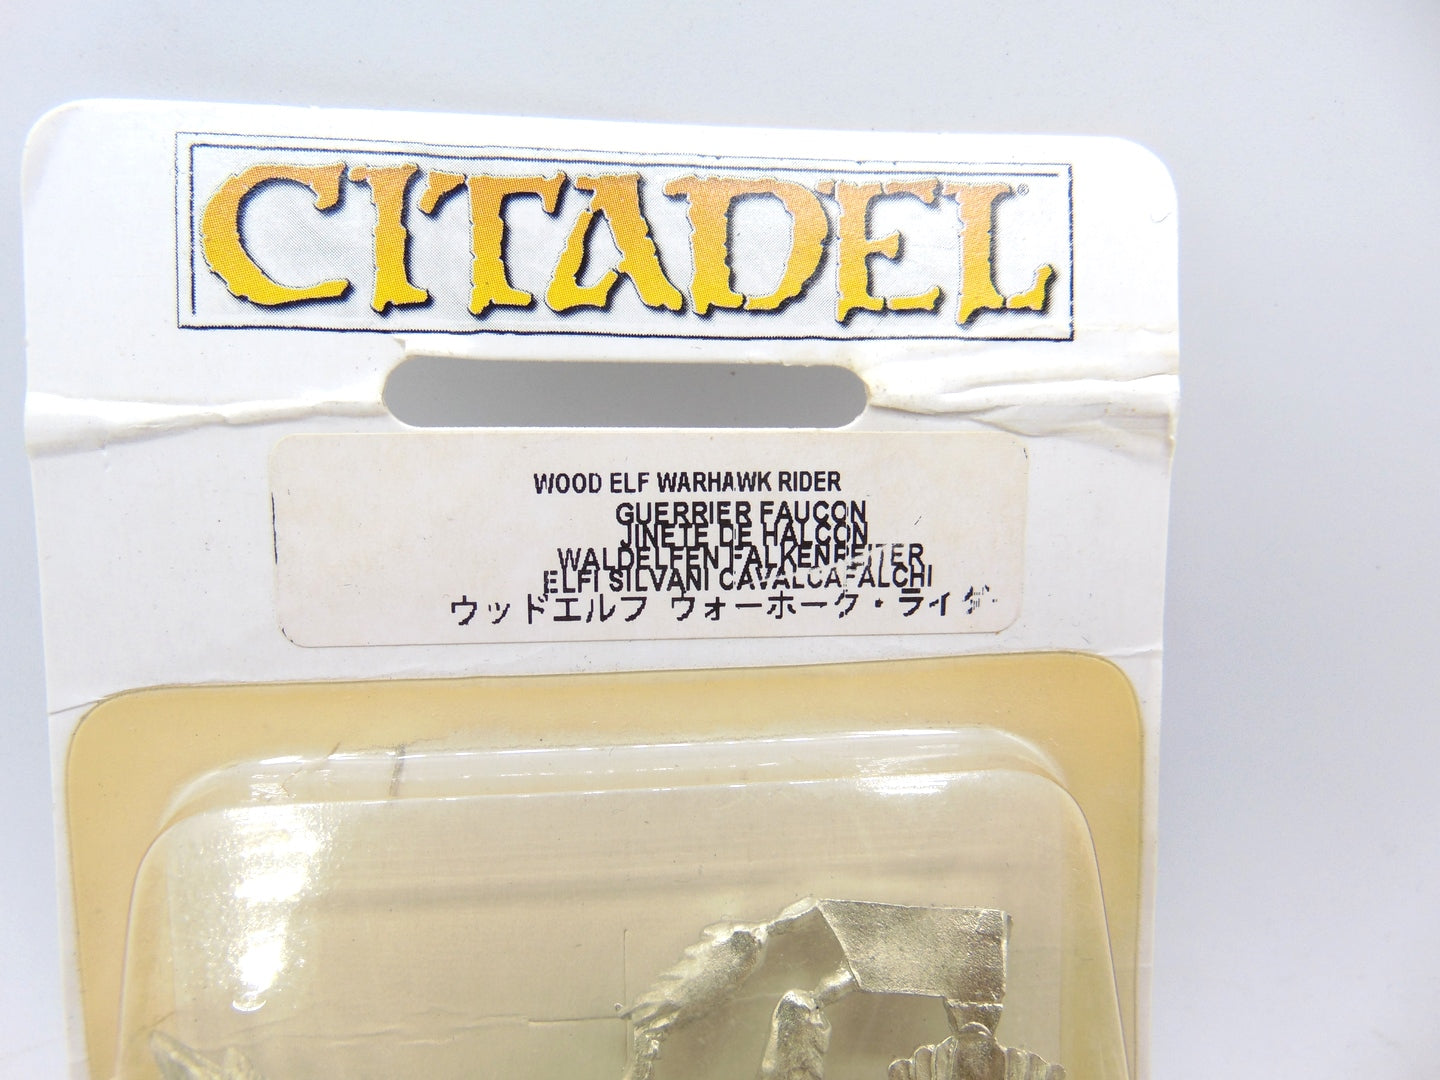 CITADEL®
WOOD ELF WARHAWK RIDER
GUERRIER FAUCON
JINETE DE HALCON
WALDELFEN FALKENREITER
ELFI SILVANI CAVALCAFALCHI
ウッドエルフ ウォーホーク・ライダー